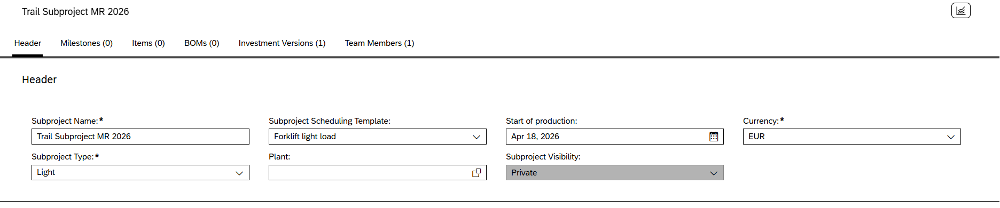 Trail Subproject MR 2026
Header Milestones (0) Items (0) BOMs (0) Investment Versions (1) Team Members (1)
Header
Subproject Name:* Subproject Scheduling Template: Start of production: Currency:*
Trail Subproject MR 2026 Forklift light load Apr 18, 2026 EUR
Subproject Type:* Plant: Subproject Visibility:
Light Private